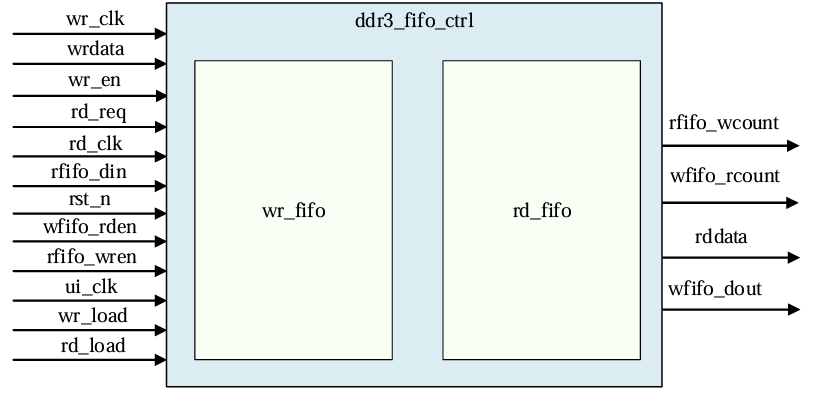 ddr3_fifo_ctrl
wr_clk
wrdata
wr_en
rd_req
rd_clk
rfifo_din
rst_n
wfifo_rden
rfifo_wren
ui_clk
wr_load
rd_load
wr_fifo
rd_fifo
rfifo_wcount
wfifo_rcount
rddata
wfifo_dout